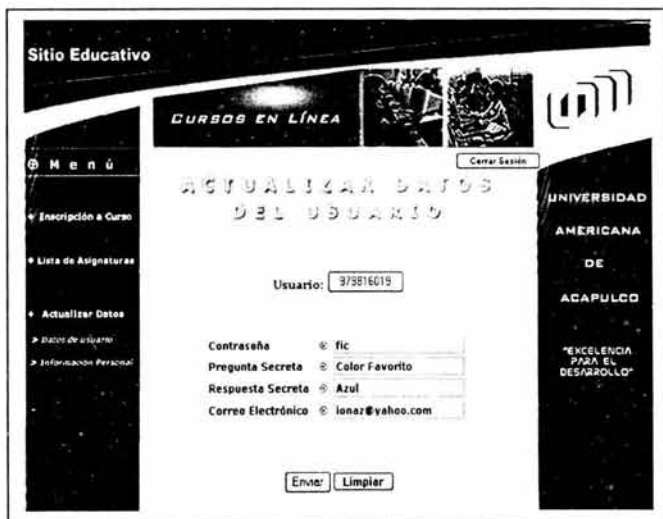 Sitio Educativo
CURSOS EN LÍNEA
Menú
Cerrar Sesión
ACTUALIZAR DATOS
DEL USUARIO
Inscripción a Curso
Lista de Asignaturas
Actualizar Datos
> Datos de usuario
> Información Personal
Usuario: 979816019
Contraseña fic
Pregunta Secreta Color Favorito
Respuesta Secreta Azul
Correo Electrónico ionaz@yahoo.com
Enviar Limpiar
UNIVERSIDAD
AMERICANA
DE
ACAPULCO
"EXCELENCIA
PARA EL
DESARROLLO"